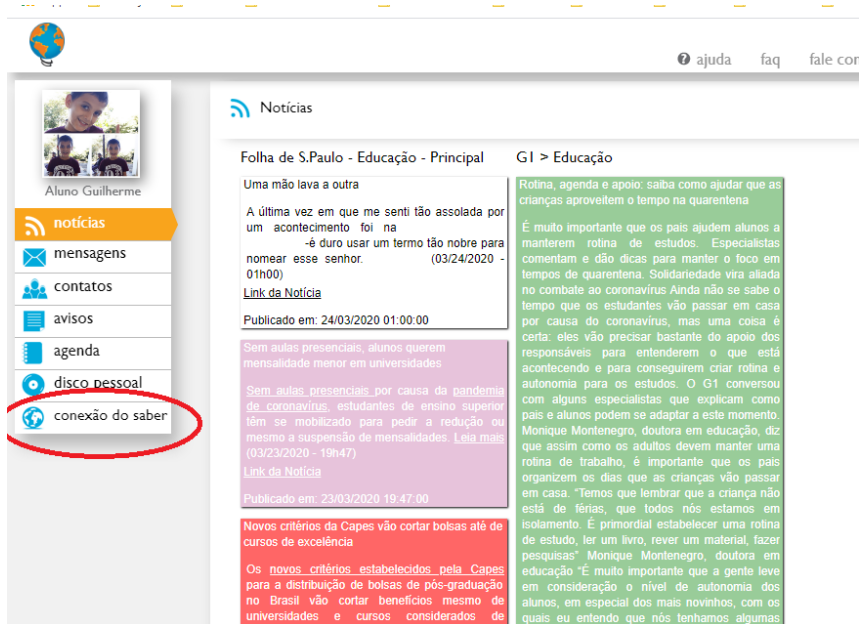 ajuda faq fale con
Aluno Guilherme
notícias
mensagens
contatos
avisos
agenda
disco pessoal
conexão do saber
Notícias
Folha de S.Paulo - Educação - Principal
Uma mão lava a outra
A última vez em que me senti tão assolada por
um acontecimento foi na
-é duro usar um termo tão nobre para
nomear esse senhor. (03/24/2020 -
01h00)
Link da Notícia
Publicado em: 24/03/2020 01:00:00
Sem aulas presenciais, alunos querem
mensalidade menor em universidades
Sem aulas presenciais por causa da pandemia
de coronavírus, estudantes de ensino superior
têm se mobilizado para pedir a redução ou
mesmo a suspensão de mensalidades. Leia mais
(03/23/2020 - 19h47)
Link da Notícia
Publicado em: 23/03/2020 19:47:00
Novos critérios da Capes vão cortar bolsas até de
cursos de excelência
Os novos critérios estabelecidos pela Capes
para a distribuição de bolsas de pós-graduação
no Brasil vão cortar benefícios mesmo de
universidades e cursos considerados de
G1 > Educação
Rotina, agenda e apoio: saiba como ajudar que as
crianças aproveitem o tempo na quarentena
É muito importante que os pais ajudem alunos a
manterem rotina de estudos. Especialistas
comentam e dão dicas para manter o foco em
tempos de quarentena. Solidariedade vira aliada
no combate ao coronavírus Ainda não se sabe o
tempo que os estudantes vão passar em casa
por causa do coronavírus, mas uma coisa é
certa: eles vão precisar bastante do apoio dos
responsáveis para entenderem o que está
acontecendo e para conseguirem criar rotina e
autonomia para os estudos. O G1 conversou
com alguns especialistas que explicam como
pais e alunos podem se adaptar a este momento.
Monique Montenegro, doutora em educação, diz
que assim como os adultos devem manter uma
rotina de trabalho, é importante que os pais
organizem os dias que as crianças vão passar
em casa. “Temos que lembrar que a criança não
está de férias, que todos nós estamos em
isolamento. É primordial estabelecer uma rotina
de estudo, ler um livro, rever um material, fazer
pesquisas” Monique Montenegro, doutora em
educação “É muito importante que a gente leve
em consideração o nível de autonomia dos
alunos, em especial dos mais novinhos, com os
quais eu entendo que nós tenhamos algumas